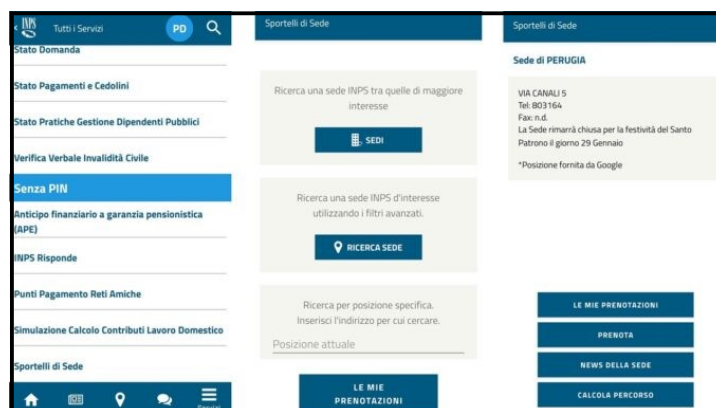 INPS
Tutti i Servizi
PD
Stato Domanda
Stato Pagamenti e Cedolini
Stato Pratiche Gestione Dipendenti Pubblici
Verifica Verbale Invalidità Civile
Senza PIN
Anticipo finanziario a garanzia pensionistica
(APE)
INPS Risponde
Punti Pagamento Reti Amiche
Simulazione Calcolo Contributi Lavoro Domestico
Sportelli di Sede
Servizi
Sportelli di Sede
Ricerca una sede INPS tra quelle di maggiore
interesse
SEDI
Ricerca una sede INPS d'interesse
utilizzando i filtri avanzati.
RICERCA SEDE
Ricerca per posizione specifica.
Inserisci l'indirizzo per cui cercare.
Posizione attuale
LE MIE
PRENOTAZIONI
Sportelli di Sede
Sede di PERUGIA
VIA CANALI 5
Tel: 803164
Fax: n.d.
La Sede rimarrà chiusa per la festività del Santo
Patrono il giorno 29 Gennaio
*Posizione fornita da Google
LE MIE PRENOTAZIONI
PRENOTA
NEWS DELLA SEDE
CALCOLA PERCORSO